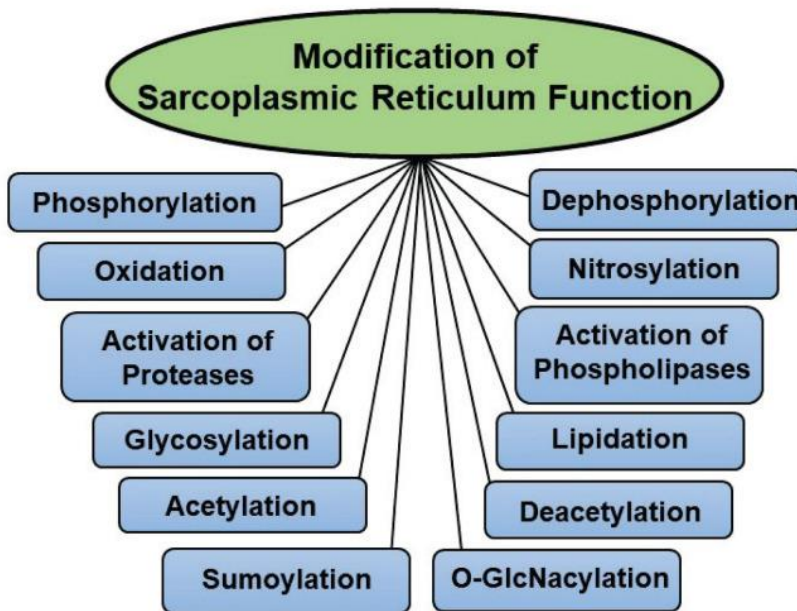 Modification of
Sarcoplasmic Reticulum Function
Phosphorylation
Dephosphorylation
Oxidation
Nitrosylation
Activation of
Proteases
Activation of
Phospholipases
Glycosylation
Lipidation
Acetylation
Deacetylation
Sumoylation
O-GlcNacylation